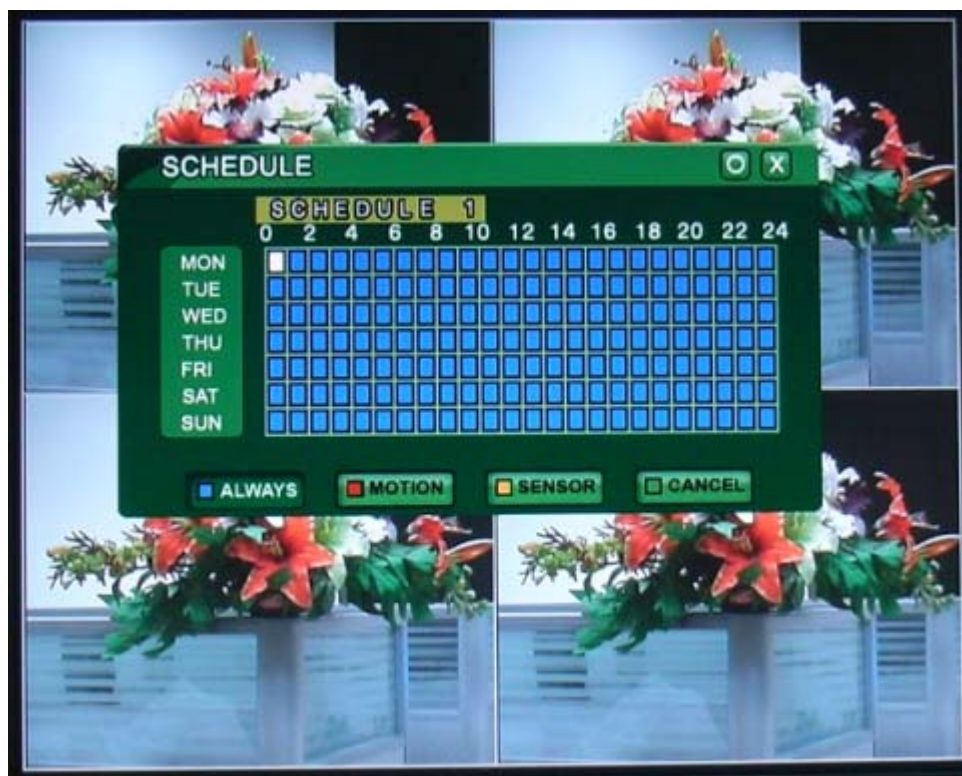 SCHEDULE O X
SCHEDULE 1
0 2 4 6 8 10 12 14 16 18 20 22 24
MON
TUE
WED
THU
FRI
SAT
SUN
ALWAYS MOTION SENSOR CANCEL